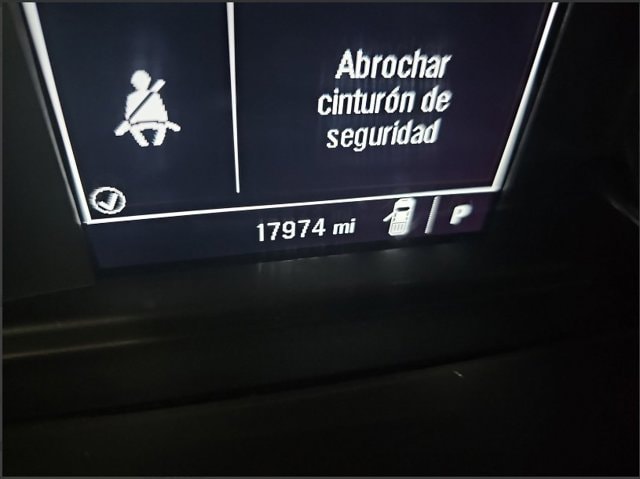 Abrochar
cinturón de
seguridad
17974 mi
P